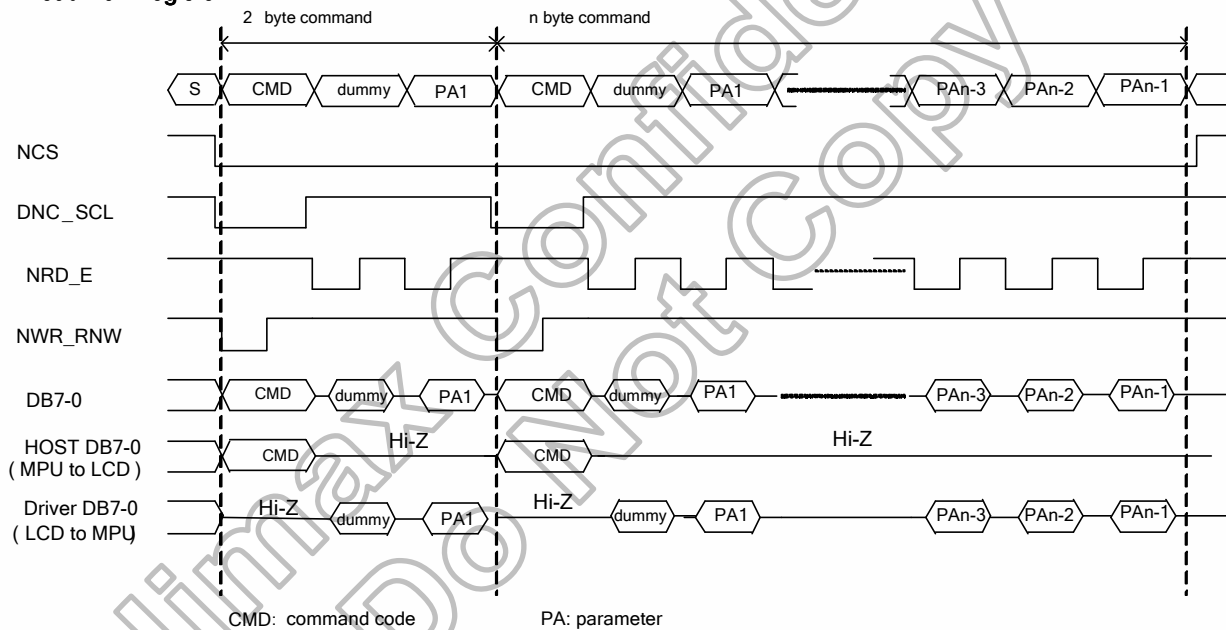 2 byte command n byte command
S CMD dummy PA1 CMD dummy PA1 PAn-3 PAn-2 PAn-1
NCS
DNC_SCL
NRD_E
NWR_RNW
DB7-0 CMD dummy PA1 CMD dummy PA1 PAn-3 PAn-2 PAn-1
HOST DB7-0
( MPU to LCD ) CMD Hi-Z CMD Hi-Z
Driver DB7-0
( LCD to MPU) Hi-Z dummy PA1 Hi-Z dummy PA1 PAn-3 PAn-2 PAn-1
CMD: command code PA: parameter
Do Not Copy